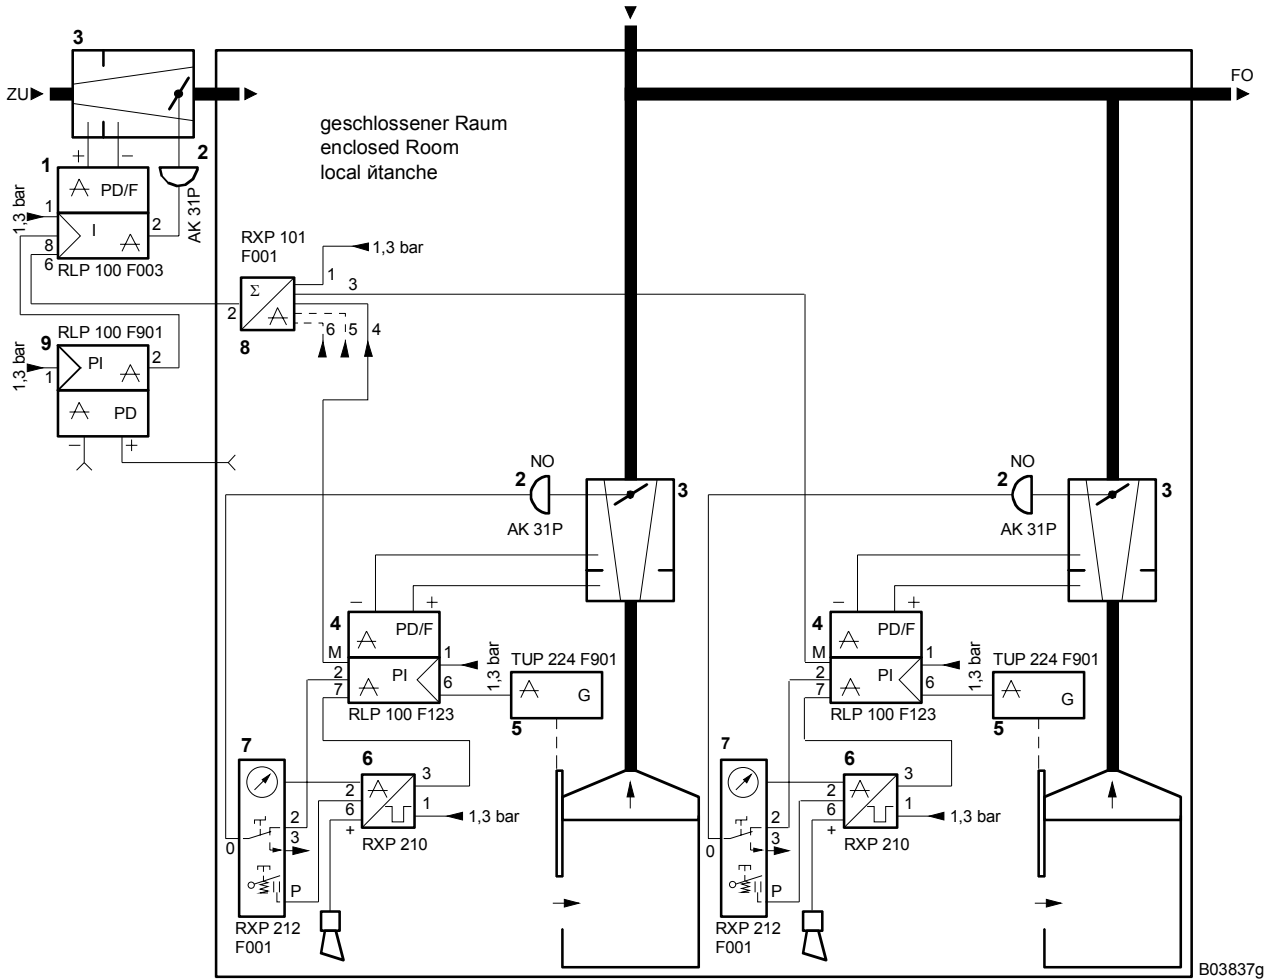 3
ZU
FO
geschlossener Raum
enclosed Room
local йtanche
+
−
2
1
PD/F
AK 31P
1,3 bar
1
I
2
8
6
RLP 100 F003
RXP 101
F001
1,3 bar
1
3
Σ
2
6
5
4
8
RLP 100 F901
9
PI
2
1,3 bar
1
PD
−
+
NO
2
3
AK 31P
−
+
4
PD/F
M
1
1,3 bar
2
PI
7
6
RLP 100 F123
TUP 224 F901
G
5
7
6
3
2
1
1,3 bar
6
+
RXP 210
2
3
0
P
RXP 212
F001
NO
2
3
AK 31P
−
+
4
PD/F
M
1
1,3 bar
2
PI
7
6
RLP 100 F123
TUP 224 F901
G
5
7
6
3
2
1
1,3 bar
6
+
RXP 210
2
3
0
P
RXP 212
F001
B03837g